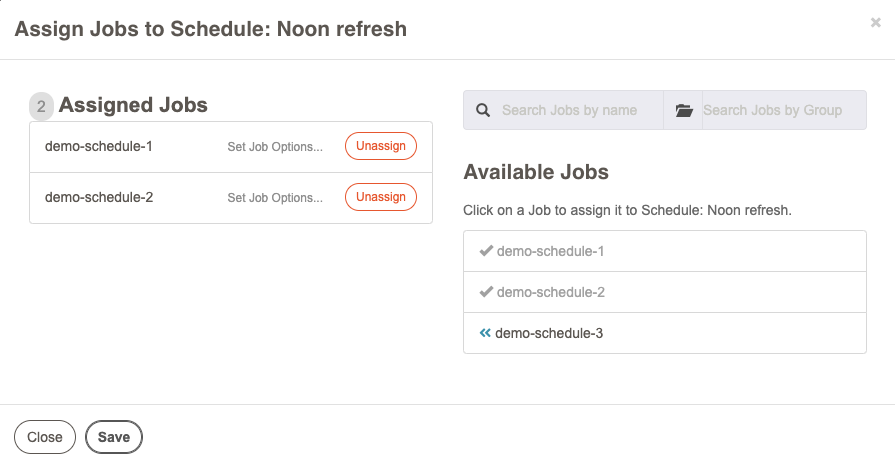 Assign Jobs to Schedule: Noon refresh
×
2 Assigned Jobs
demo-schedule-1 Set Job Options... Unassign
demo-schedule-2 Set Job Options... Unassign
Search Jobs by name Search Jobs by Group
Available Jobs
Click on a Job to assign it to Schedule: Noon refresh.
demo-schedule-1
demo-schedule-2
demo-schedule-3
Close Save